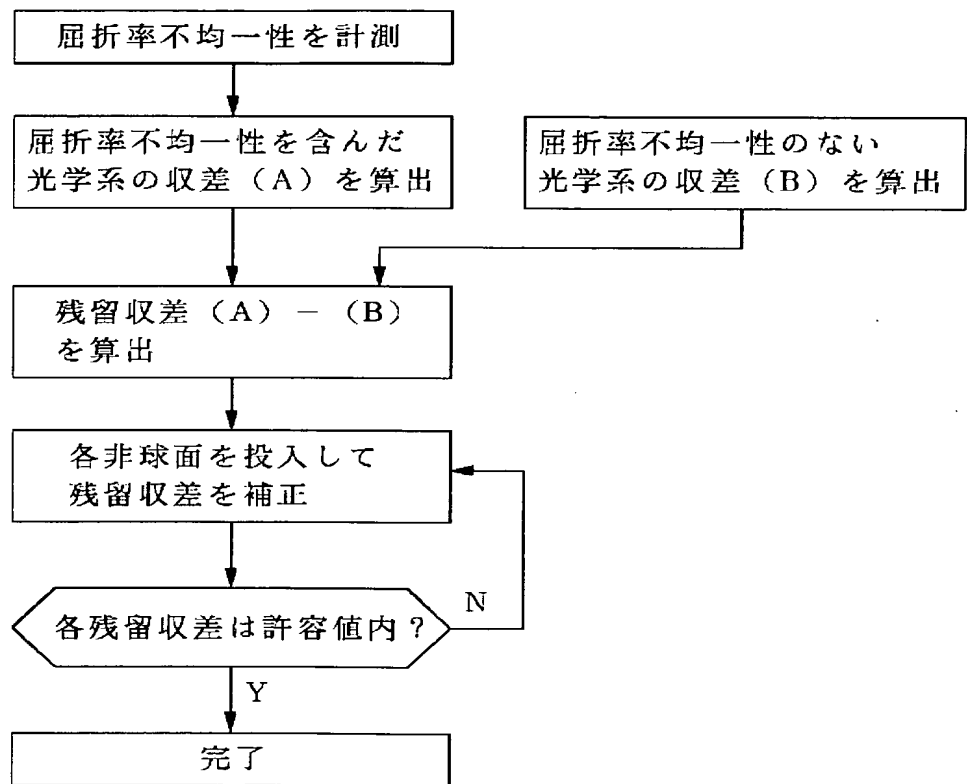 屈折率不均一性を計測
屈折率不均一性を含んだ
光学系の収差（A）を算出
屈折率不均一性のない
光学系の収差（B）を算出
残留収差（A）－（B）
を算出
各非球面を投入して
残留収差を補正
各残留収差は許容値内？
N
Y
完了